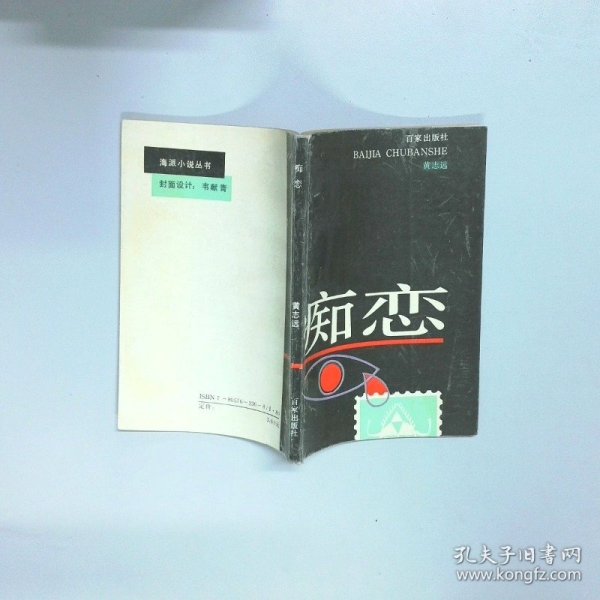 海派小说丛书
封面设计：韦献青
定价：
痴恋
黄志远
百家出版社
百家出版社
BAIJIA CHUBANSHE
黄志远
痴恋
孔夫子旧书网
www.kongfz.com